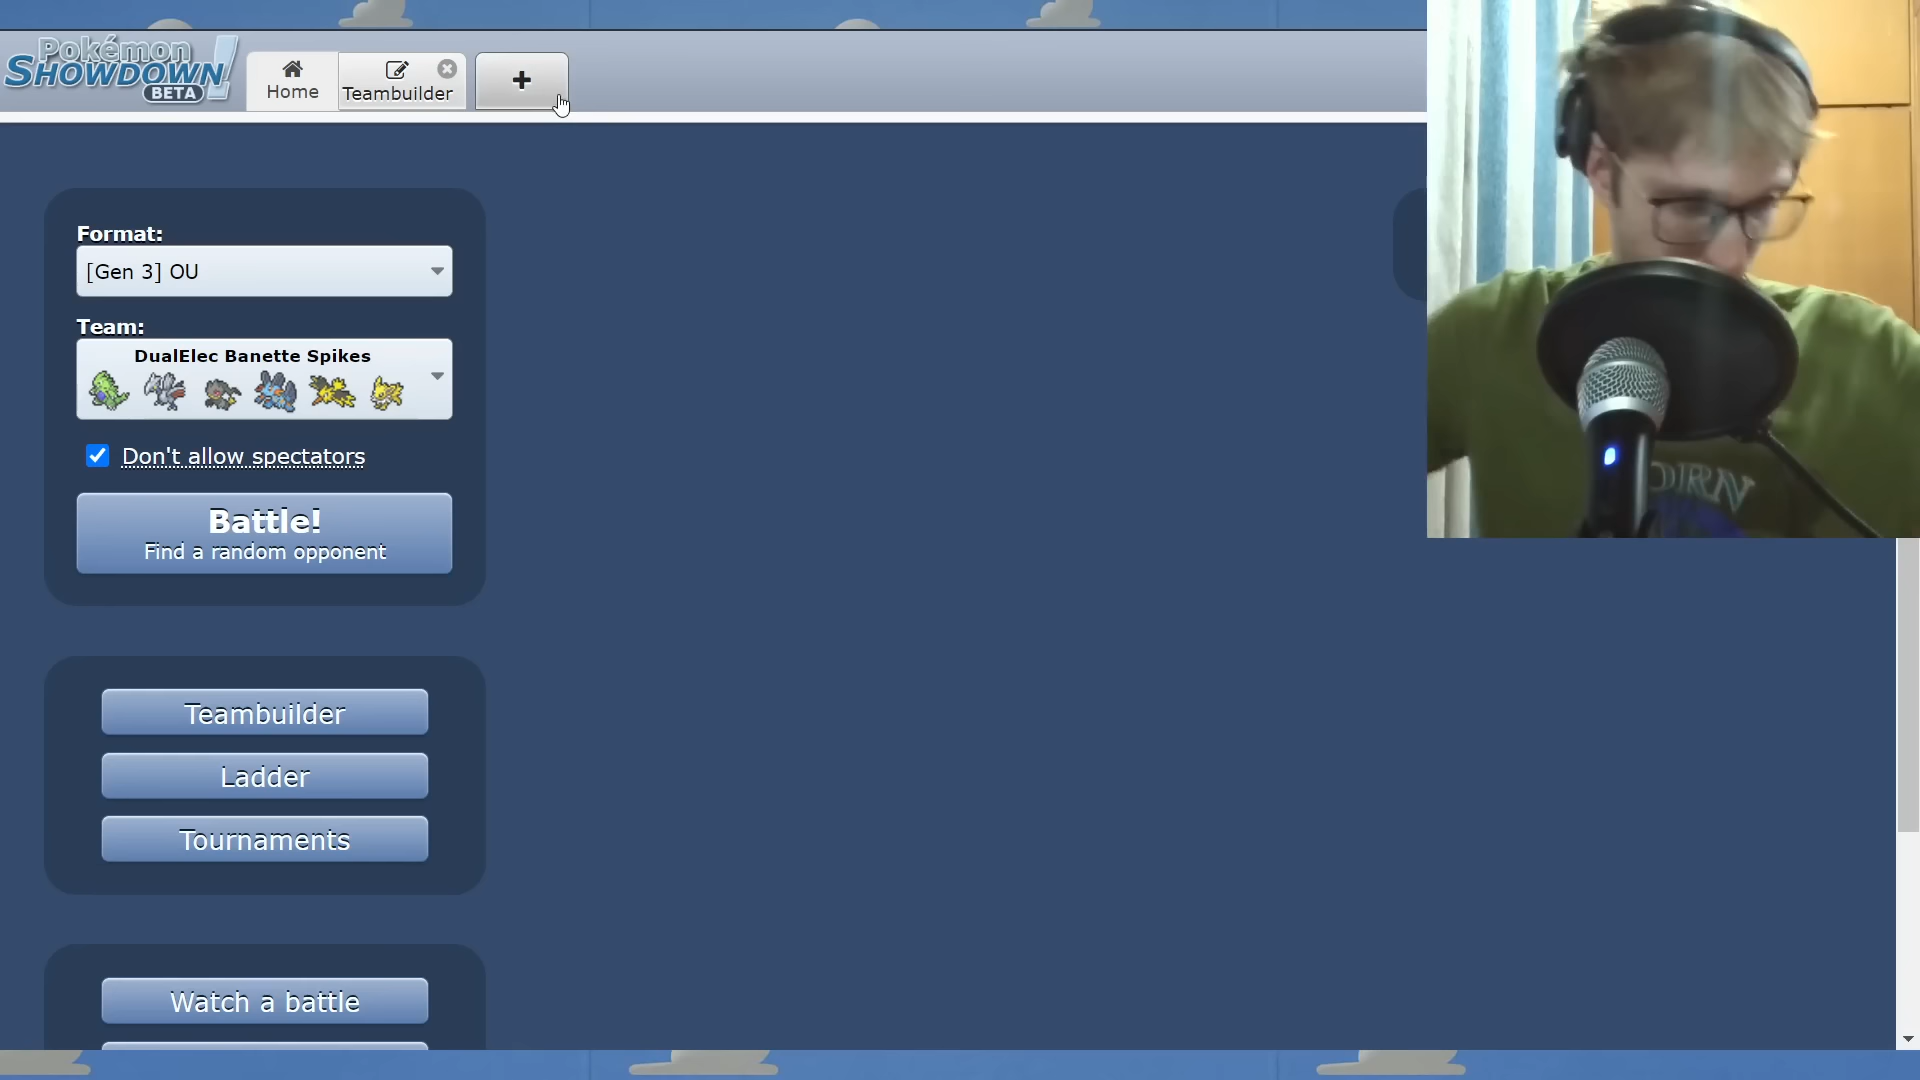 Pokémon
SHOWDOWN!
BETA
Home
Teambuilder
Format:
[Gen 3] OU
Team:
DualElec Banette Spikes
Don't allow spectators
Battle!
Find a random opponent
Teambuilder
Ladder
Tournaments
Watch a battle